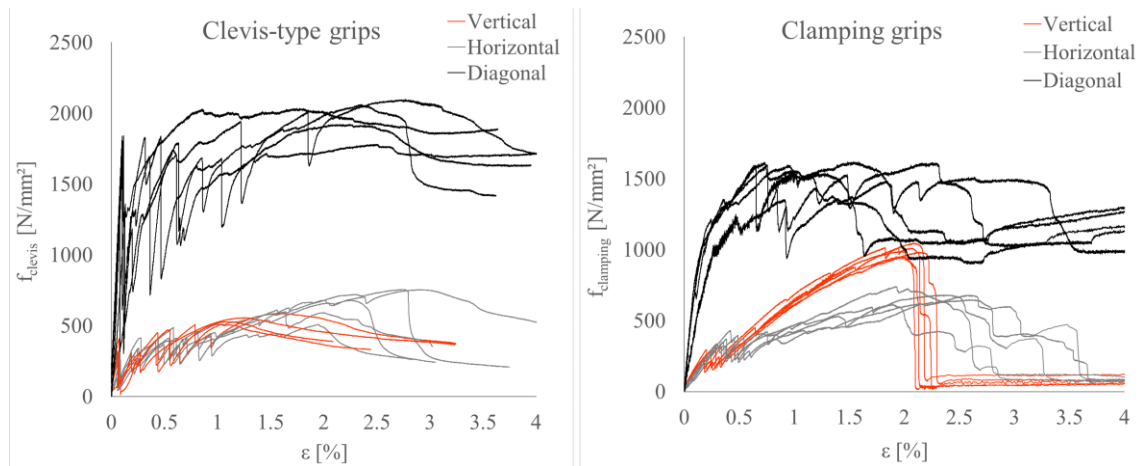 Clevis-type grips
Vertical
Horizontal
Diagonal
2500
2000
1500
1000
500
0
f_clevis [N/mm²]
0 0.5 1 1.5 2 2.5 3 3.5 4
ε [%]
Clamping grips
Vertical
Horizontal
Diagonal
2500
2000
1500
1000
500
0
f_clamping [N/mm²]
0 0.5 1 1.5 2 2.5 3 3.5 4
ε [%]